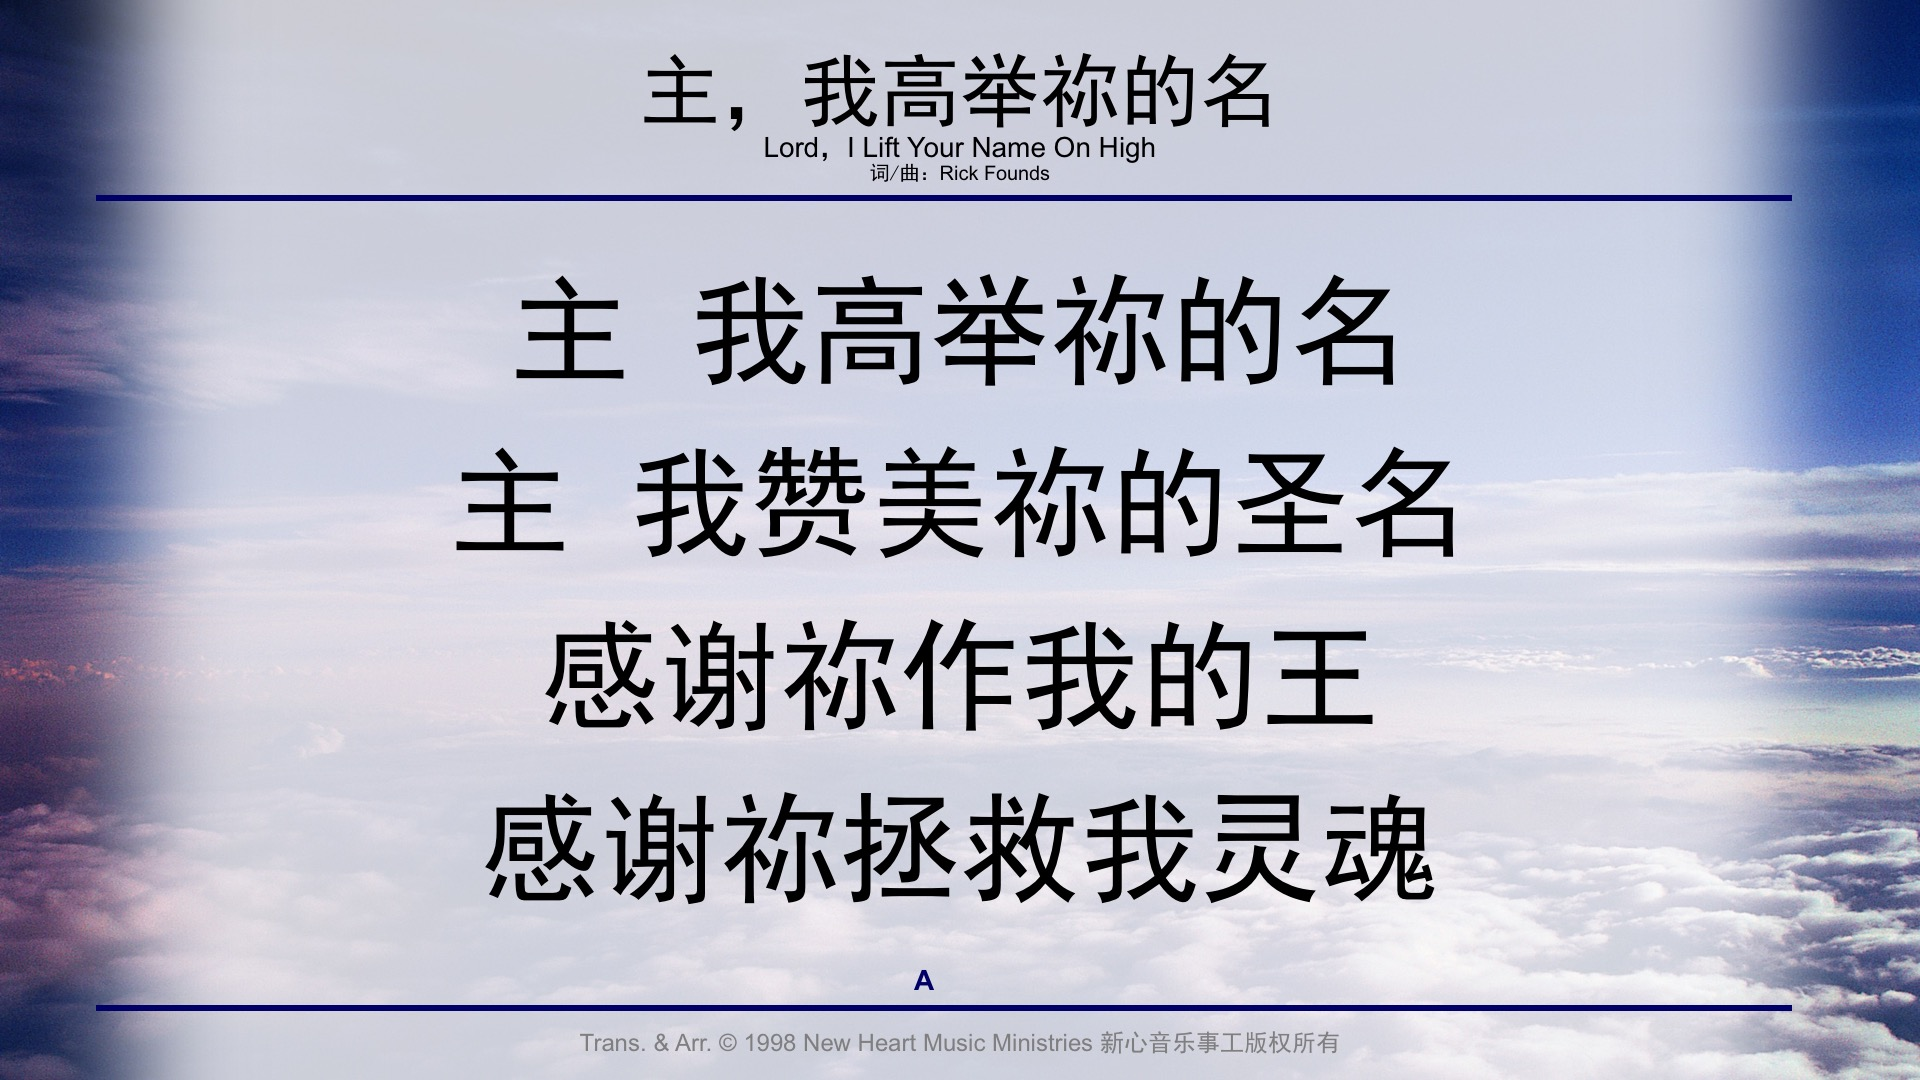 主，我高举祢的名
Lord，I Lift Your Name On High
词/曲：Rick Founds
主 我高举祢的名
主 我赞美祢的圣名
感谢祢作我的王
感谢祢拯救我灵魂
A
Trans. & Arr. © 1998 New Heart Music Ministries 新心音乐事工版权所有